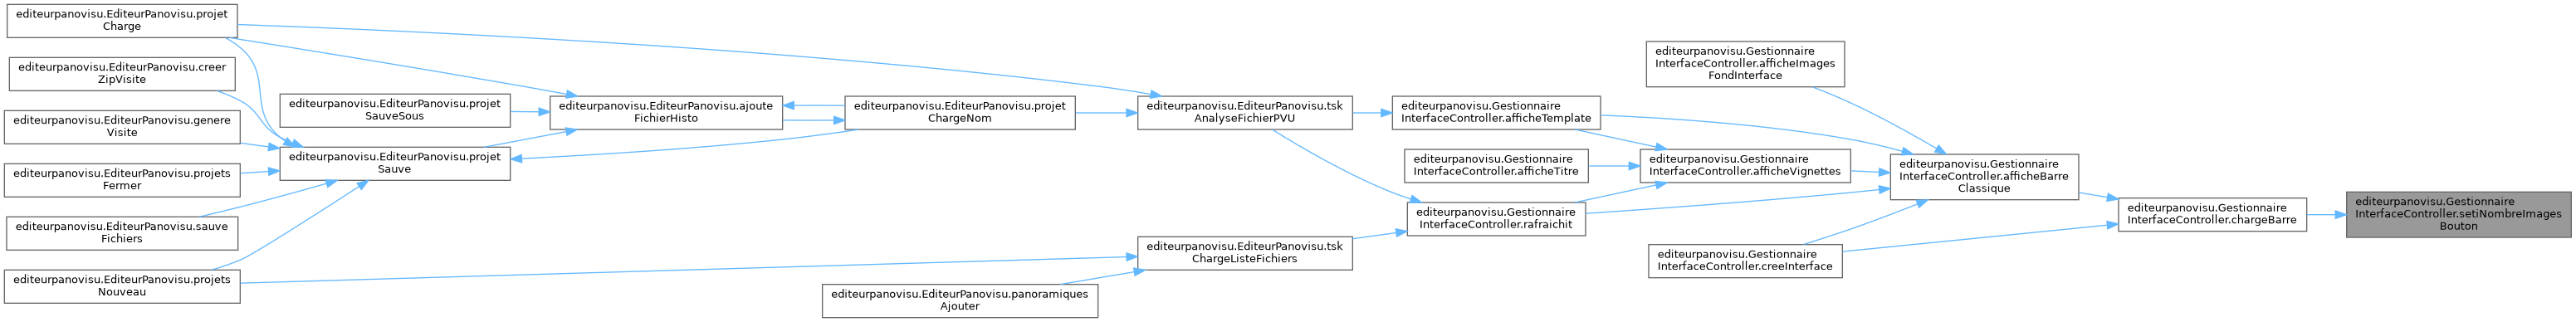 editeurpanovisu.EditeurPanovisu.projet
Charge
editeurpanovisu.EditeurPanovisu.creer
ZipVisite
editeurpanovisu.EditeurPanovisu.genere
Visite
editeurpanovisu.EditeurPanovisu.projets
Fermer
editeurpanovisu.EditeurPanovisu.sauve
Fichiers
editeurpanovisu.EditeurPanovisu.projets
Nouveau
editeurpanovisu.EditeurPanovisu.projet
SauveSous
editeurpanovisu.EditeurPanovisu.projet
Sauve
editeurpanovisu.EditeurPanovisu.ajoute
FichierHisto
editeurpanovisu.EditeurPanovisu.projet
ChargeNom
editeurpanovisu.EditeurPanovisu.panoramiques
Ajouter
editeurpanovisu.EditeurPanovisu.tsk
AnalyseFichierPVU
editeurpanovisu.EditeurPanovisu.tsk
ChargeListeFichiers
editeurpanovisu.Gestionnaire
InterfaceController.afficheTemplate
editeurpanovisu.Gestionnaire
InterfaceController.afficheTitre
editeurpanovisu.Gestionnaire
InterfaceController.rafraichit
editeurpanovisu.Gestionnaire
InterfaceController.afficheImages
FondInterface
editeurpanovisu.Gestionnaire
InterfaceController.afficheVignettes
editeurpanovisu.Gestionnaire
InterfaceController.creeInterface
editeurpanovisu.Gestionnaire
InterfaceController.afficheBarre
Classique
editeurpanovisu.Gestionnaire
InterfaceController.chargeBarre
editeurpanovisu.Gestionnaire
InterfaceController.setiNombreImages
Bouton